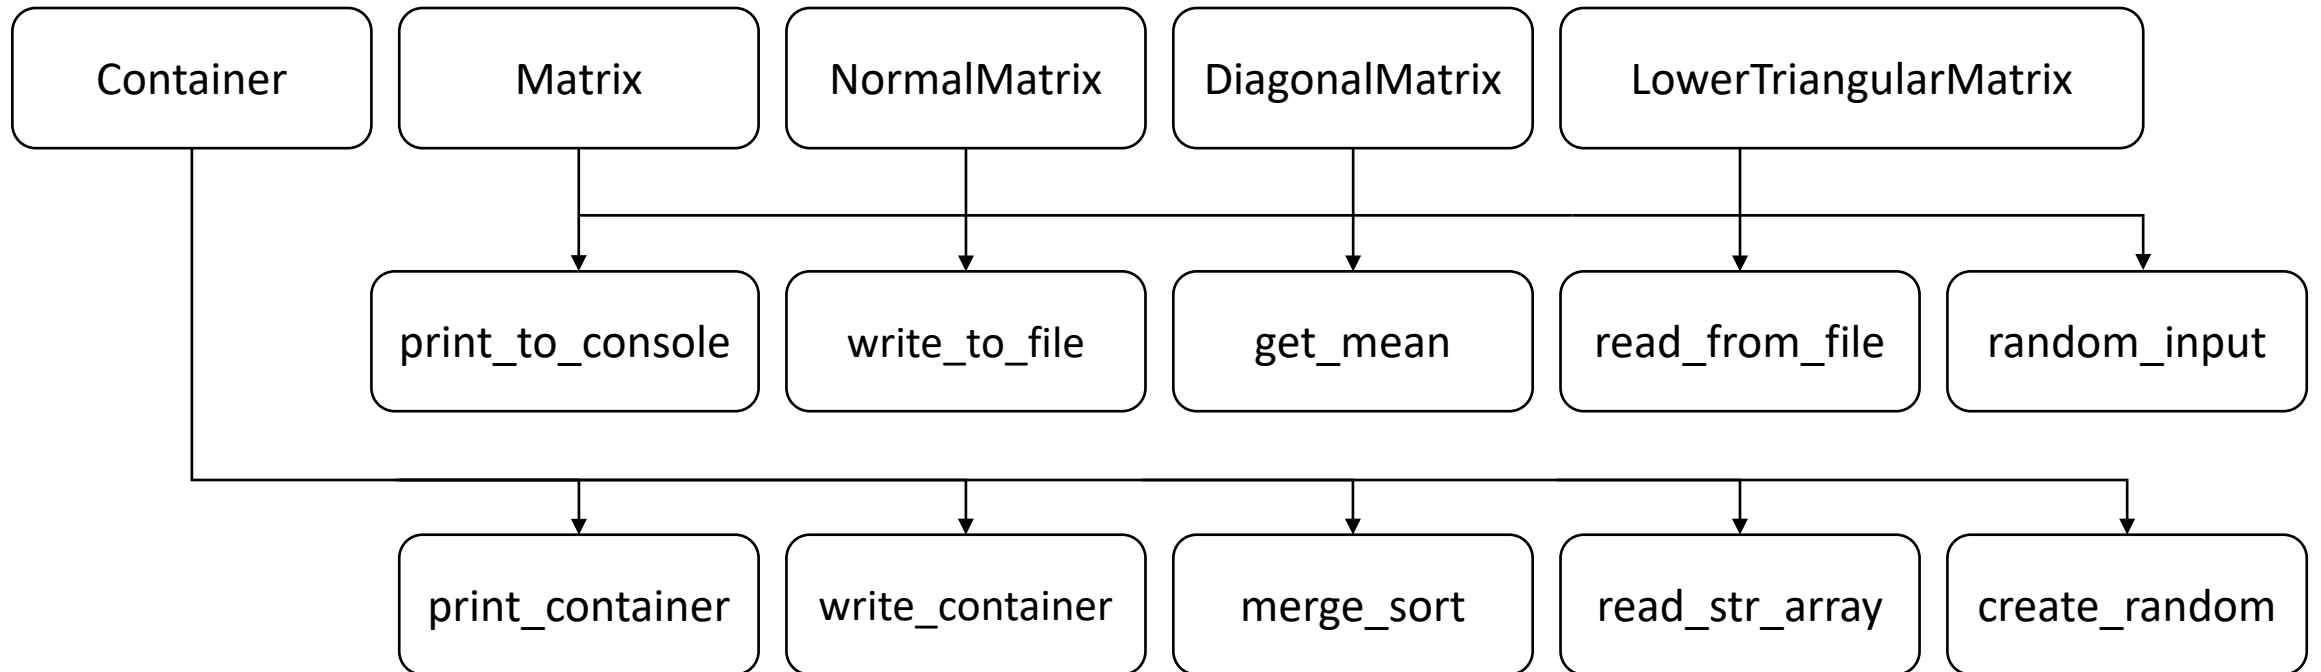 Container
Matrix
NormalMatrix
DiagonalMatrix
LowerTriangularMatrix
print_to_console
write_to_file
get_mean
read_from_file
random_input
print_container
write_container
merge_sort
read_str_array
create_random